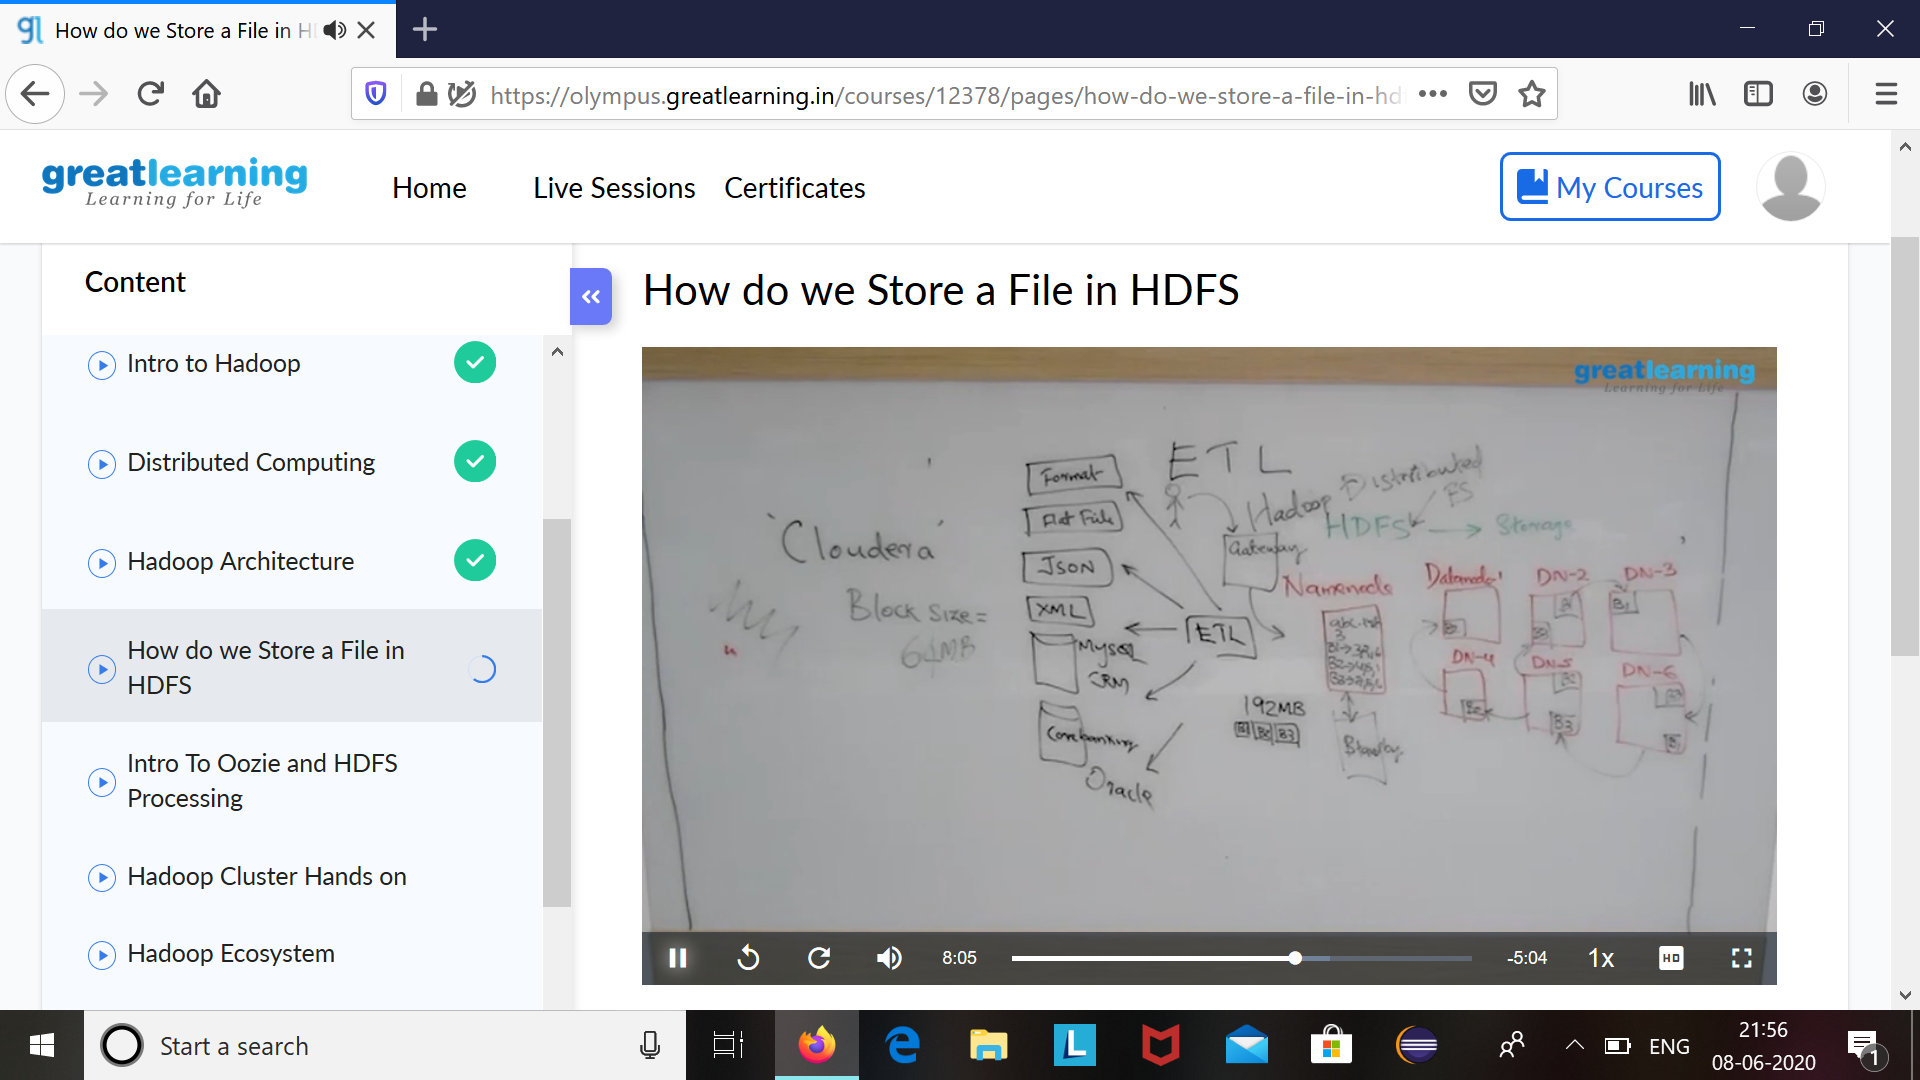 How do we Store a File in H
https://olympus.greatlearning.in/courses/12378/pages/how-do-we-store-a-file-in-hd
greatlearning
Learning for Life
Home
Live Sessions
Certificates
My Courses
Content
Intro to Hadoop
Distributed Computing
Hadoop Architecture
How do we Store a File in
HDFS
Intro To Oozie and HDFS
Processing
Hadoop Cluster Hands on
Hadoop Ecosystem
How do we Store a File in HDFS
greatlearning
Learning for Life
ETL
Format
Flat File
JSON
XML
MySQL
CRM
Corebanking
Oracle
'Cloudera'
Block Size =
64MB
Hadoop Distributed
FS
HDFS → Storage
Gateway
ETL
192MB
B1 B2 B3
Namenode
Datanode1
DN-2
DN-3
DN-4
DN-5
DN-6
B1
B3
8:05
-5:04
1x
HD
Start a search
L
ENG
21:56
08-06-2020
1